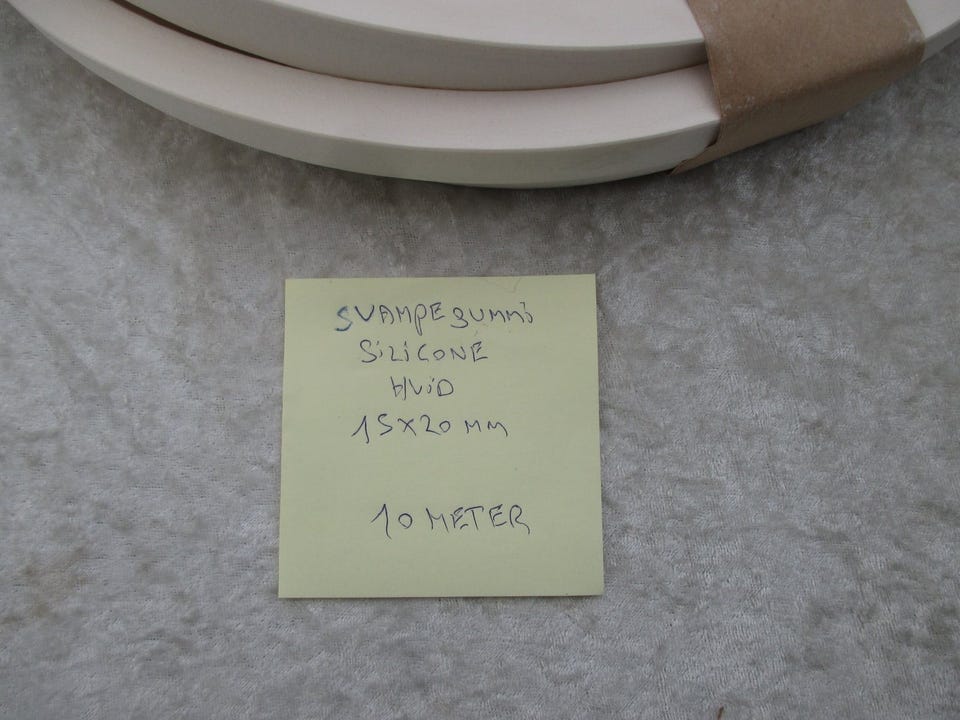 SVAMPEgummi
SiLiCONE
HViD
15x20 MM
10 METER